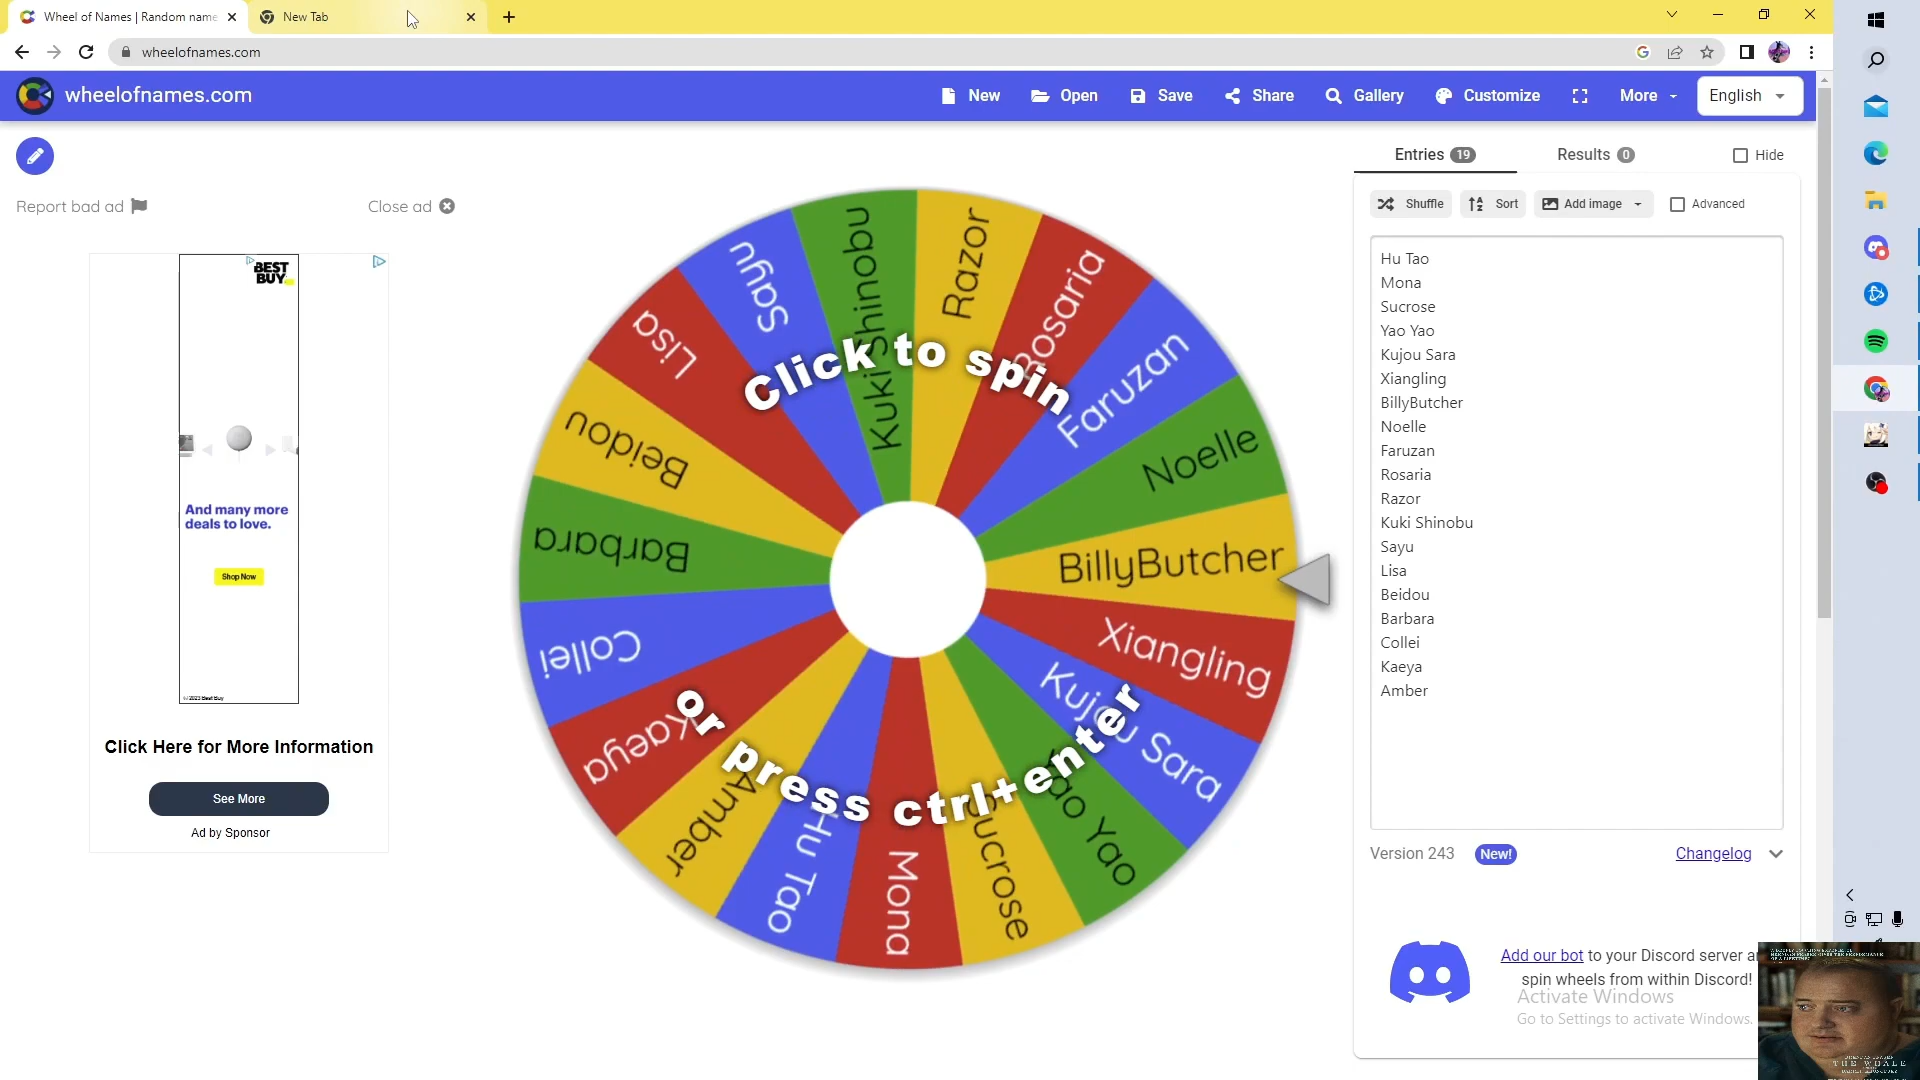 Wheel of Names | Random name
New Tab
wheelofnames.com
wheelofnames.com
New
Open
Save
Share
Gallery
Customize
More
English
Report bad ad
Close ad
BEST
BUY
And many more
deals to love.
Shop Now
© 2023 Best Buy
Click Here for More Information
See More
Ad by Sponsor
Click to spin
or press ctrl+enter
Razor
Rosaria
Faruzan
Noelle
BillyButcher
Xiangling
Kujou Sara
Yao Yao
Sucrose
Mona
Hu Tao
Amber
Kaeya
Collei
Barbara
Beidou
Lisa
Sayu
Kuki Shinobu
Entries 19
Results 0
Hide
Shuffle
Sort
Add image
Advanced
Hu Tao
Mona
Sucrose
Yao Yao
Kujou Sara
Xiangling
BillyButcher
Noelle
Faruzan
Rosaria
Razor
Kuki Shinobu
Sayu
Lisa
Beidou
Barbara
Collei
Kaeya
Amber
Version 243
New!
Changelog
Add our bot to your Discord server a
spin wheels from within Discord!
Activate Windows
Go to Settings to activate Windows.
THE WHALE